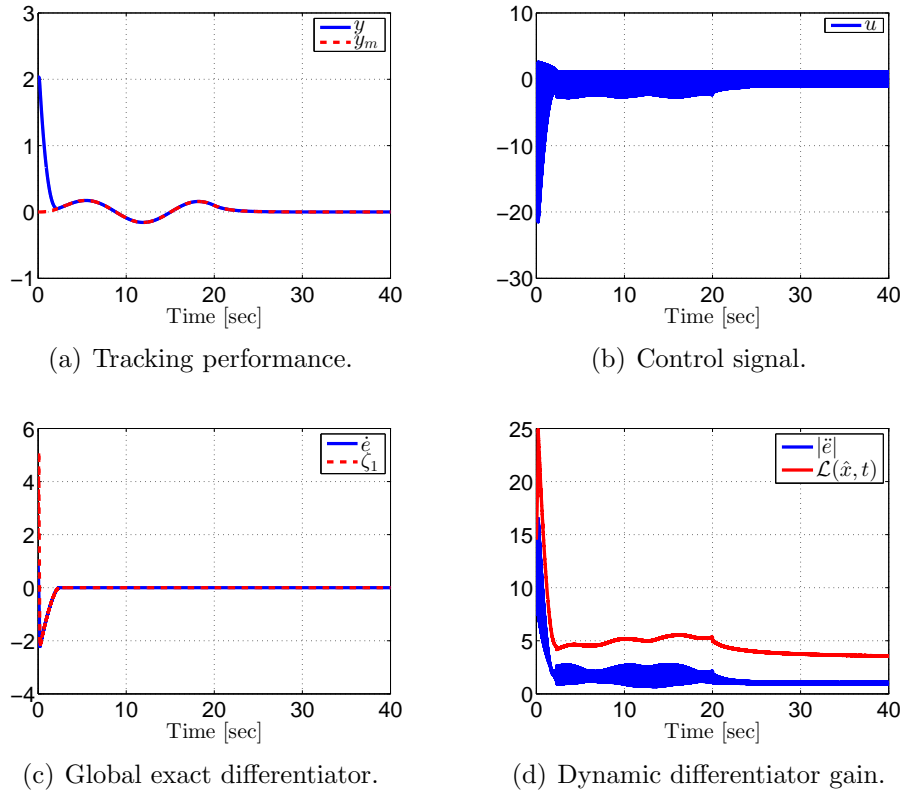 3
2
1
0
−1
0 10 20 30 40
Time [sec]
y
y_m
(a) Tracking performance.
10
0
−10
−20
−30
0 10 20 30 40
Time [sec]
u
(b) Control signal.
6
4
2
0
−2
−4
0 10 20 30 40
Time [sec]
ė
ζ₁
(c) Global exact differentiator.
25
20
15
10
5
0
0 10 20 30 40
Time [sec]
|ë|
ℒ(x̂, t)
(d) Dynamic differentiator gain.